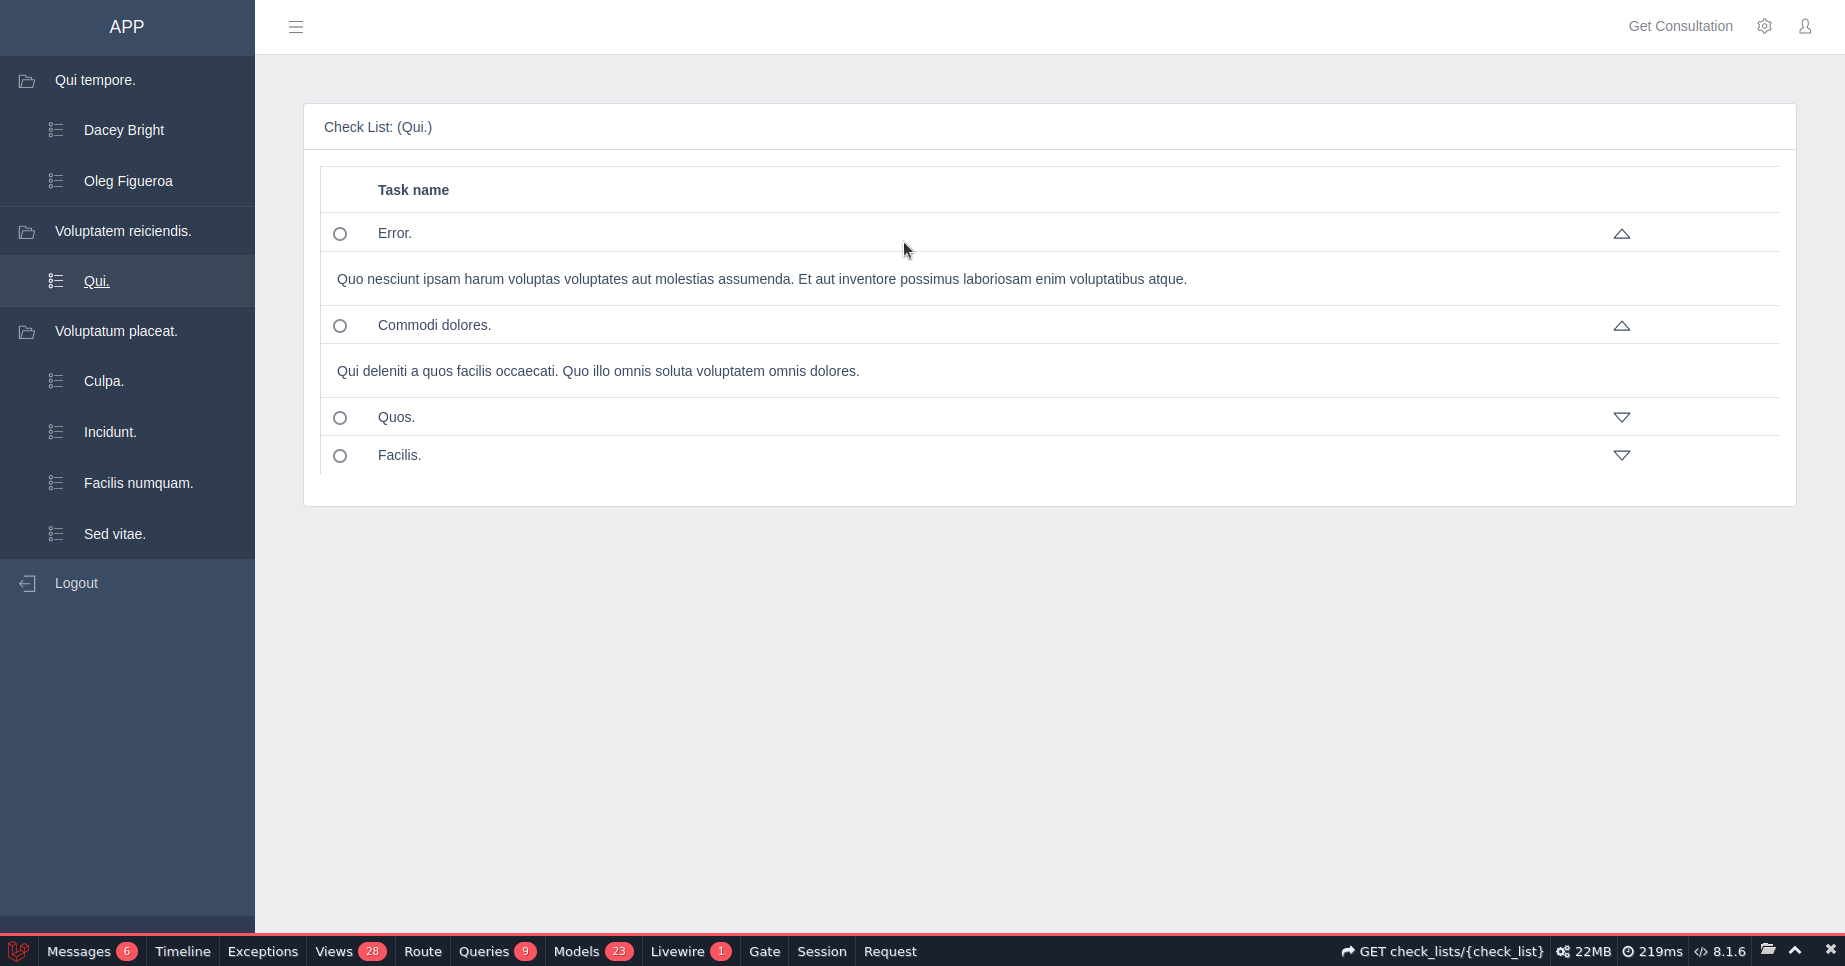 APP
Get Consultation
Qui tempore.
Dacey Bright
Oleg Figueroa
Voluptatem reiciendis.
Qui.
Voluptatum placeat.
Culpa.
Incidunt.
Facilis numquam.
Sed vitae.
Logout
Check List: (Qui.)
Task name
Error.
Quo nesciunt ipsam harum voluptas voluptates aut molestias assumenda. Et aut inventore possimus laboriosam enim voluptatibus atque.
Commodi dolores.
Qui deleniti a quos facilis occaecati. Quo illo omnis soluta voluptatem omnis dolores.
Quos.
Facilis.
Messages 6 Timeline Exceptions Views 28 Route Queries 9 Models 23 Livewire 1 Gate Session Request GET check_lists/{check_list} 22MB 219ms 8.1.6